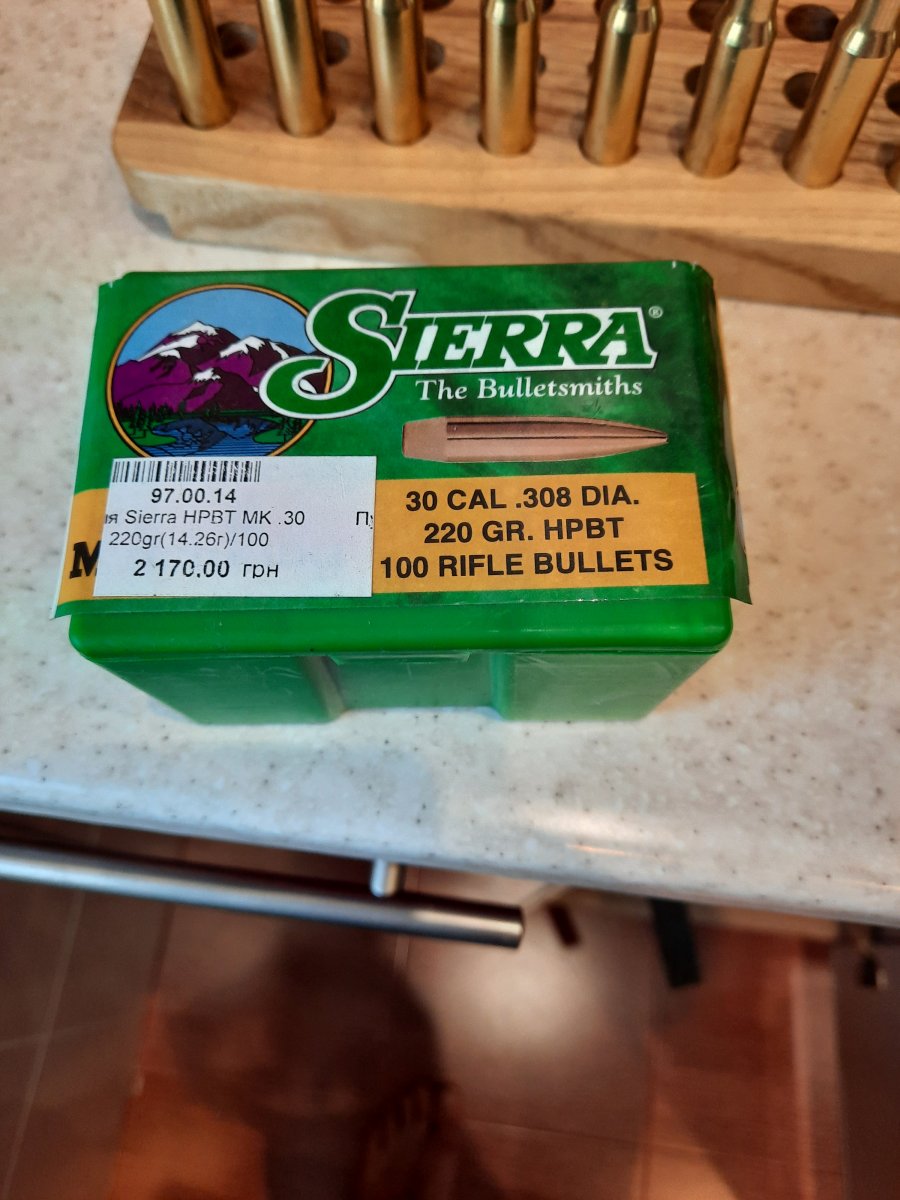 SIERRA®
The Bulletsmiths
97.00.14
ія Sierra HPBT MK .30
220gr(14.26г)/100
2 170,00 грн
M
30 CAL .308 DIA.
220 GR. HPBT
100 RIFLE BULLETS